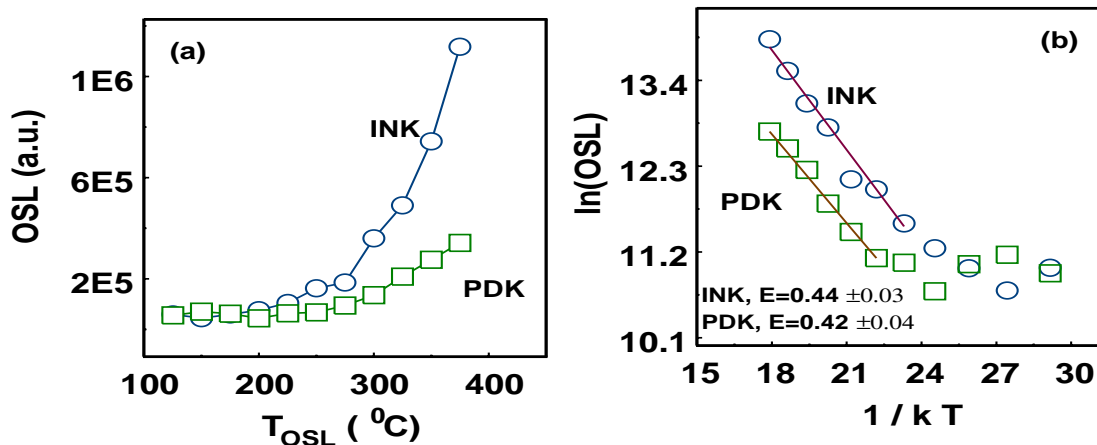 (a)
OSL (a.u.)
1E6
6E5
2E5
INK
PDK
100 200 300 400
T_OSL ( ⁰C)
(b)
ln(OSL)
13.4
12.3
11.2
10.1
INK
PDK
INK, E=0.44 ±0.03
PDK, E=0.42 ±0.04
15 18 21 24 27 30
1 / k T